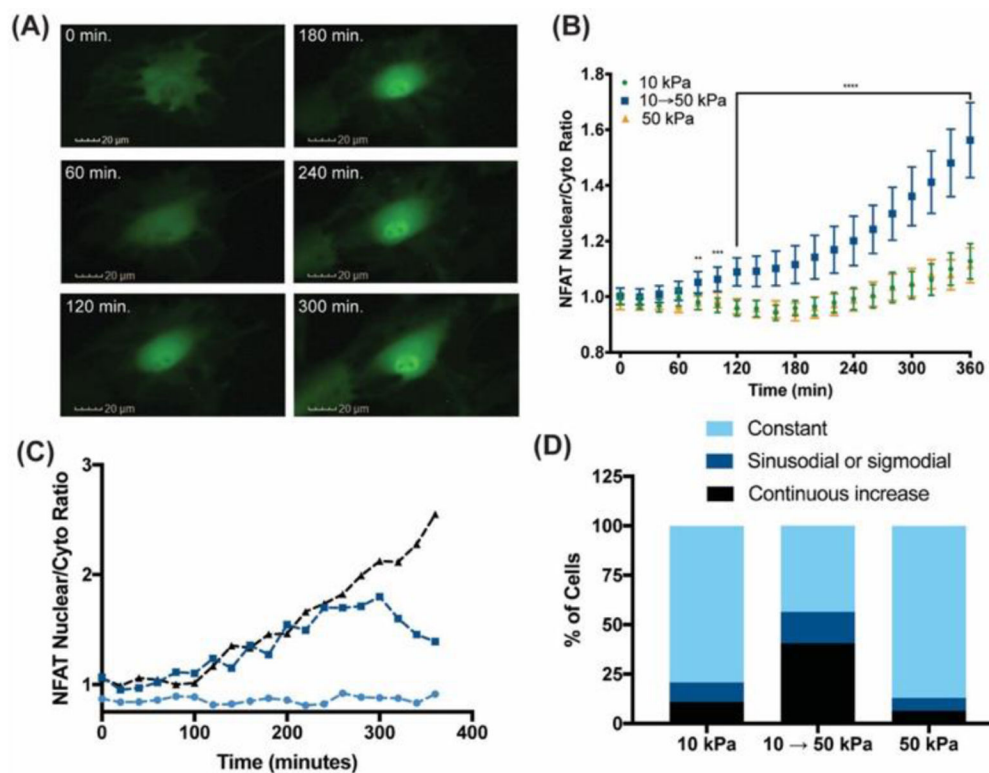 (A)
0 min.
20 µm
180 min.
20 µm
60 min.
20 µm
240 min.
20 µm
120 min.
20 µm
300 min.
20 µm
(B)
10 kPa
10→50 kPa
50 kPa
**
***
****
NFAT Nuclear/Cyto Ratio
1.8
1.6
1.4
1.2
1.0
0.8
0 60 120 180 240 300 360
Time (min)
(C)
NFAT Nuclear/Cyto Ratio
3
2
1
0 100 200 300 400
Time (minutes)
(D)
Constant
Sinusodial or sigmodial
Continuous increase
% of Cells
125
100
75
50
25
0
10 kPa 10 → 50 kPa 50 kPa